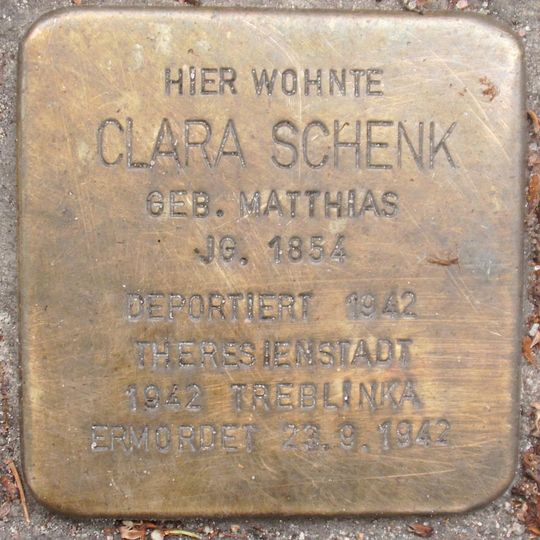 HIER WOHNTE
CLARA SCHENK
GEB. MATTHIAS
JG. 1854
DEPORTIERT 1942
THERESIENSTADT
1942 TREBLINKA
ERMORDET 23.9.1942